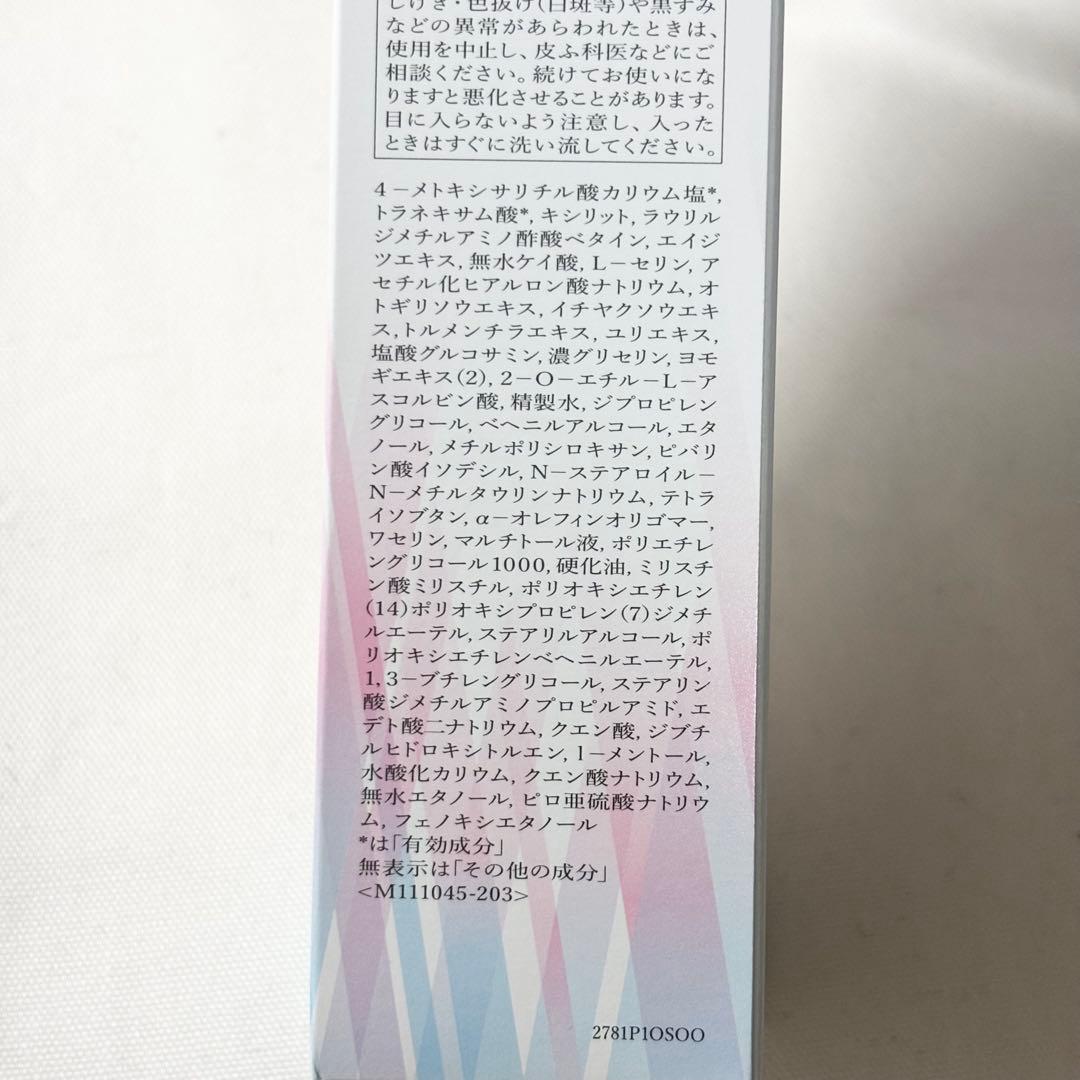 しげき・色抜け(白斑等)や黒ずみ
などの異常があらわれたときは、
使用を中止し、皮ふ科医などにご
相談ください。続けてお使いにな
りますと悪化させることがあります。
目に入らないよう注意し、入った
ときはすぐに洗い流してください。
4－メトキシサリチル酸カリウム塩*,
トラネキサム酸*, キシリット, ラウリル
ジメチルアミノ酢酸ベタイン, エイジ
ツエキス, 無水ケイ酸, L－セリン, ア
セチル化ヒアルロン酸ナトリウム, オ
トギリソウエキス, イチヤクソウエキ
ス,トルメンチラエキス, ユリエキス,
塩酸グルコサミン, 濃グリセリン, ヨモ
ギエキス(2), 2－O－エチル－L－ア
スコルビン酸, 精製水, ジプロピレン
グリコール, ベヘニルアルコール, エタ
ノール, メチルポリシロキサン, ピバリ
ン酸イソデシル, N－ステアロイル－
N－メチルタウリンナトリウム, テトラ
イソブタン, α－オレフィンオリゴマー,
ワセリン, マルチトール液, ポリエチレ
ングリコール1000, 硬化油, ミリスチ
ン酸ミリスチル, ポリオキシエチレン
(14)ポリオキシプロピレン(7)ジメチ
ルエーテル, ステアリルアルコール, ポ
リオキシエチレンベヘニルエーテル,
1, 3－ブチレングリコール, ステアリン
酸ジメチルアミノプロピルアミド, エ
デト酸二ナトリウム, クエン酸, ジブチ
ルヒドロキシトルエン, l－メントール,
水酸化カリウム, クエン酸ナトリウム,
無水エタノール, ピロ亜硫酸ナトリウ
ム, フェノキシエタノール
*は「有効成分」
無表示は「その他の成分」
<M111045-203>
2781P1OSOO